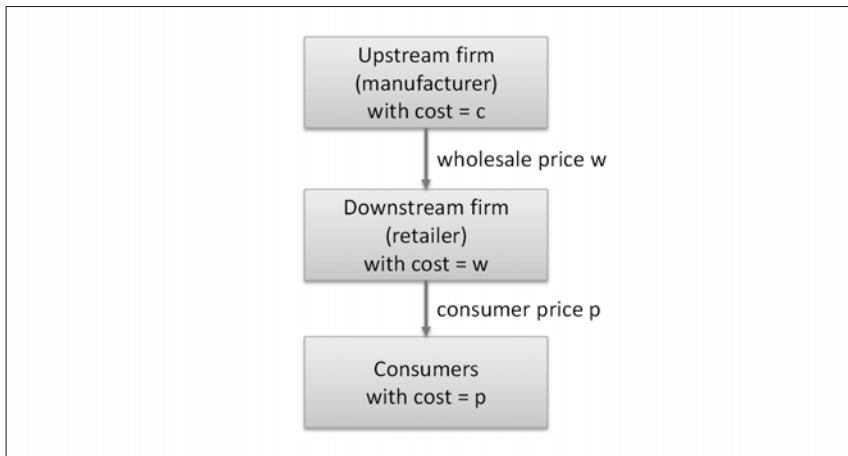 Upstream firm
(manufacturer)
with cost = c
wholesale price w
Downstream firm
(retailer)
with cost = w
consumer price p
Consumers
with cost = p